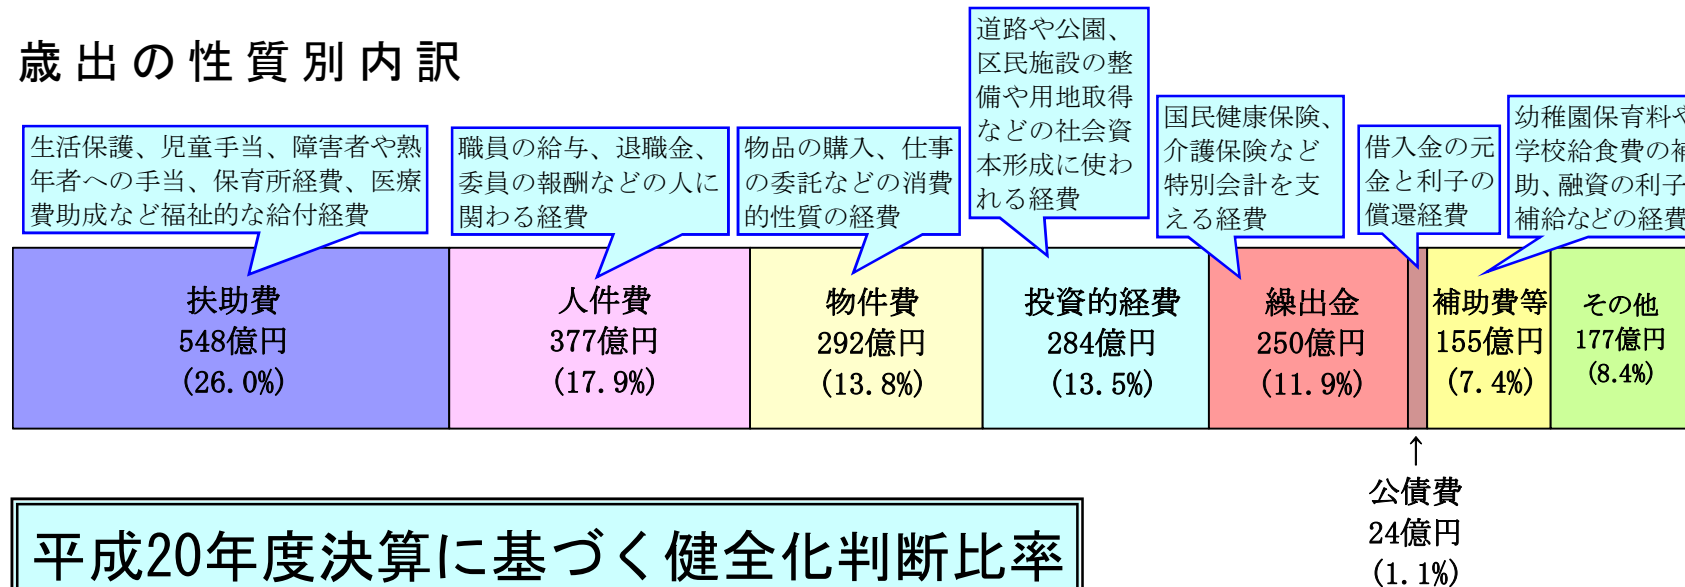 歳出の性質別内訳
生活保護、児童手当、障害者や熟
年者への手当、保育所経費、医療
費助成など福祉的な給付経費
職員の給与、退職金、
委員の報酬などの人に
関わる経費
物品の購入、仕事
の委託などの消費
的性質の経費
道路や公園、
区民施設の整
備や用地取得
などの社会資
本形成に使わ
れる経費
国民健康保険、
介護保険など
特別会計を支
える経費
借入金の元
金と利子の
償還経費
幼稚園保育料や
学校給食費の補
助、融資の利子
補給などの経費
扶助費
548億円
(26.0%)
人件費
377億円
(17.9%)
物件費
292億円
(13.8%)
投資的経費
284億円
(13.5%)
繰出金
250億円
(11.9%)
補助費等
155億円
(7.4%)
その他
177億円
(8.4%)
↑
公債費
24億円
(1.1%)
平成20年度決算に基づく健全化判断比率